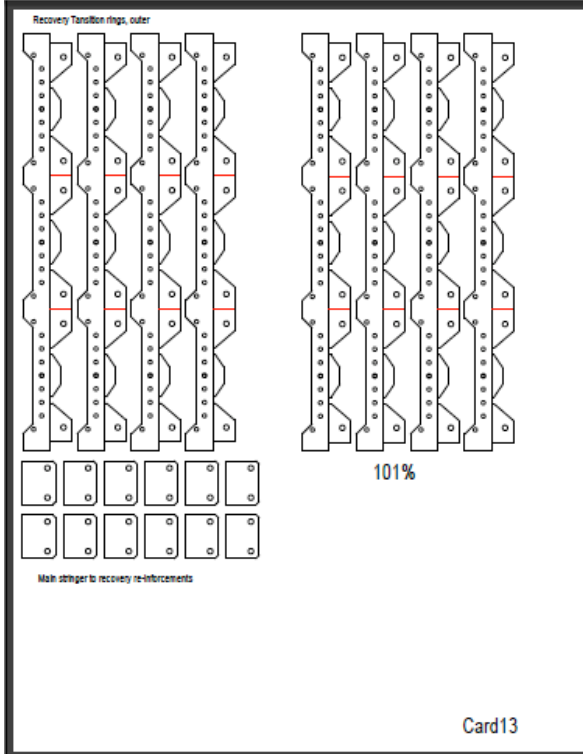 Recovery Tansition rings, outer
101%
Main stringer to recovery re-inforcements
Card13